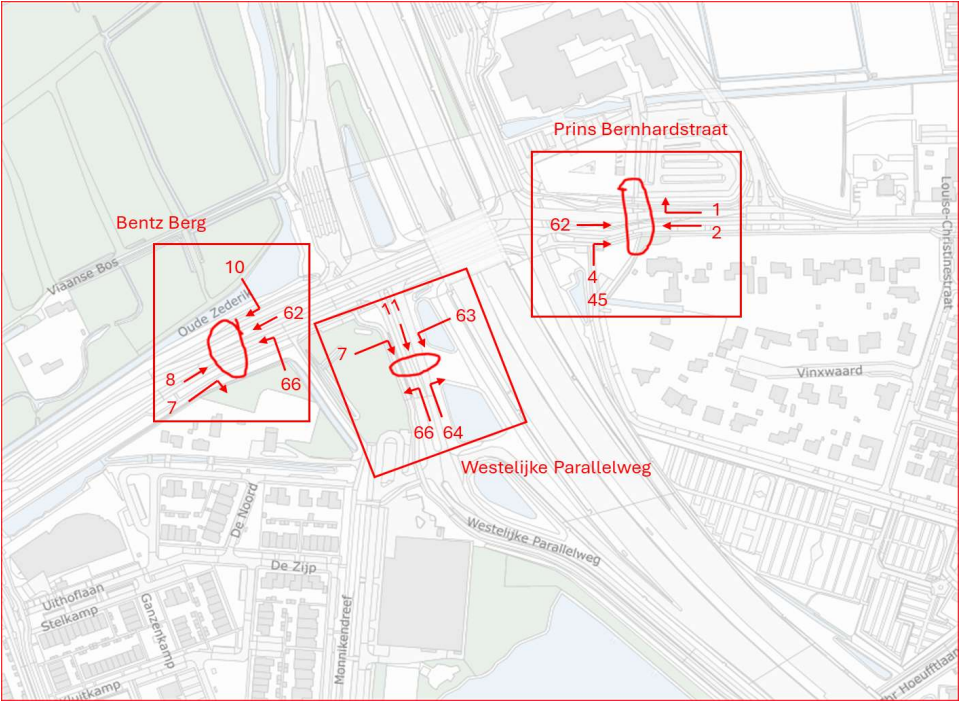 Prins Bernhardstraat
1
62
2
4
45
Louise-Christinestraat
Bentz Berg
Viaanse Bos
Oude Zederik
10
62
8
66
7
11
63
7
66
64
Westelijke Parallelweg
Vinxwaard
Westelijke Parallelweg
De Noord
De Zijp
Uithoflaan
Stelkamp
Ganzenkamp
Monnikendreef
Kluitkamp
hr Hoeufftlaan